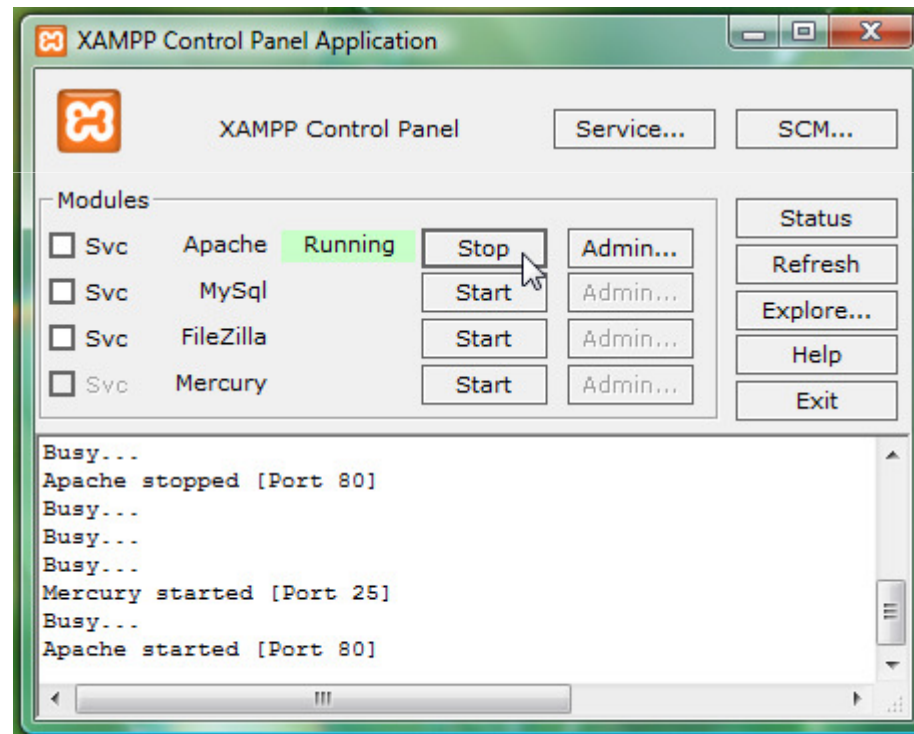 XAMPP Control Panel Application
XAMPP Control Panel Service... SCM...
Modules
Svc Apache Running Stop Admin...
Svc MySql Start Admin...
Svc FileZilla Start Admin...
Svc Mercury Start Admin...
Status
Refresh
Explore...
Help
Exit
Busy...
Apache stopped [Port 80]
Busy...
Busy...
Busy...
Mercury started [Port 25]
Busy...
Apache started [Port 80]